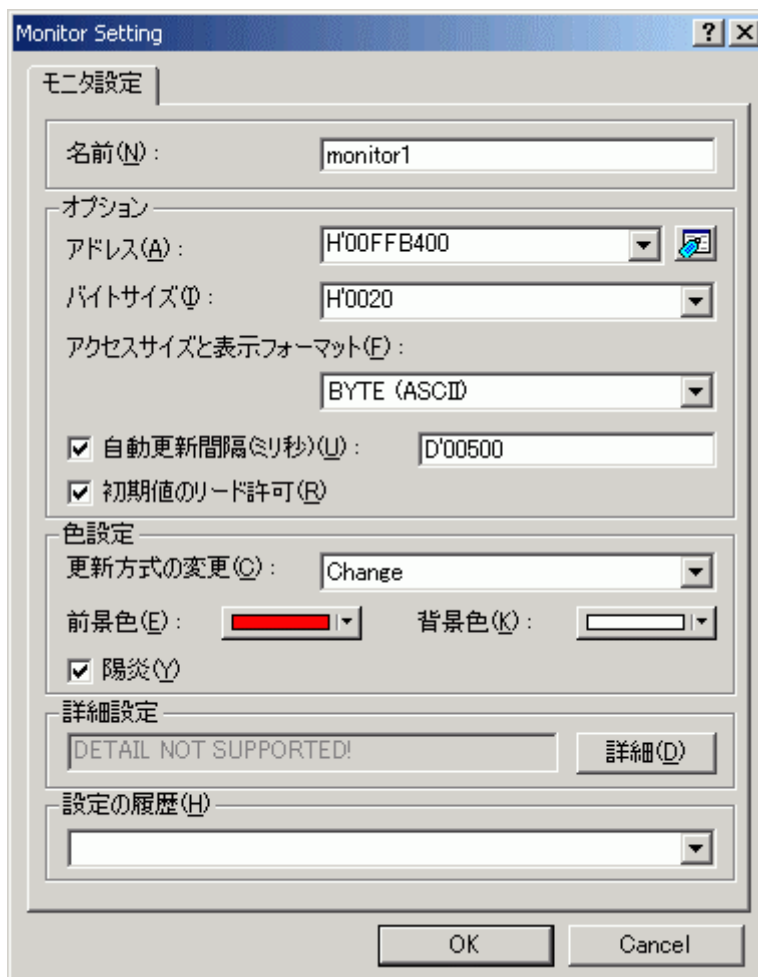 Monitor Setting
モニタ設定
名前(N):
monitor1
オプション
アドレス(A):
H'00FFB400
バイトサイズ(I):
H'0020
アクセスサイズと表示フォーマット(F):
BYTE (ASCII)
自動更新間隔(ミリ秒)(U):
D'00500
初期値のリード許可(R)
色設定
更新方式の変更(C):
Change
前景色(E):
背景色(K):
陽炎(Y)
詳細設定
DETAIL NOT SUPPORTED!
詳細(D)
設定の履歴(H)
OK
Cancel